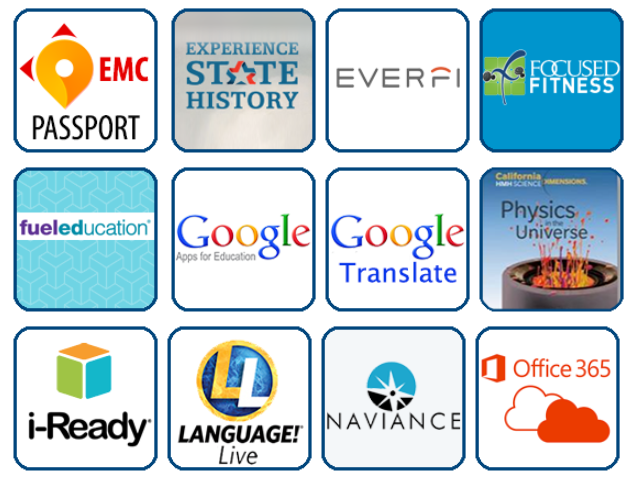 EMC
PASSPORT
EXPERIENCE
STATE
HISTORY
EVERFI
FOCUSED
FITNESS
fueleducation
Google
Apps for Education
Google
Translate
California
HMH SCIENCE DIMENSIONS.
Physics
in the
Universe
i-Ready
LL
LANGUAGE!
Live
NAVIANCE
Office 365